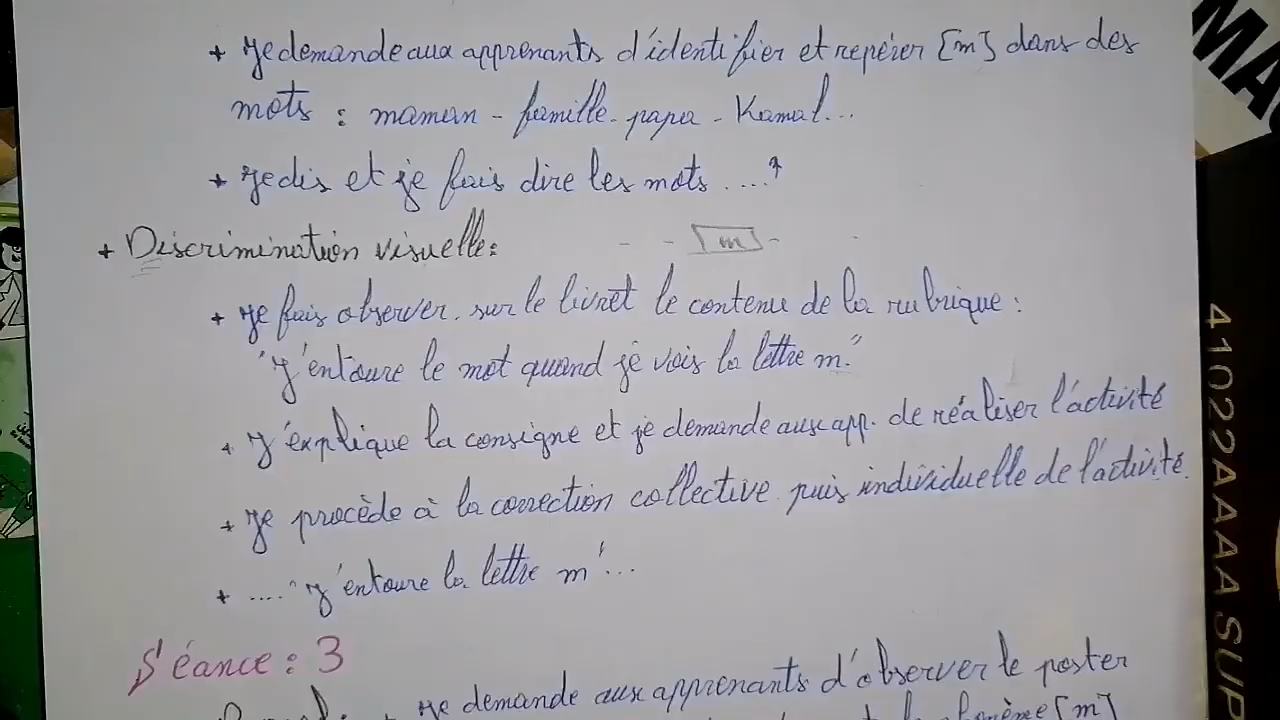 + Je demande aux apprenants d'identifier et repérer [m] dans des
mots : maman - famille - papa - Kamal...
+ Je dis et je fais dire les mots ....
+ Discrimination visuelle:
m
+ Je fais observer sur le livret le contenu de la rubrique :
"J'entoure le mot quand je vois la lettre m."
+ J'explique la consigne et je demande aux app. de réaliser l'activité
+ Je procède à la correction collective puis individuelle de l'activité.
+ .... "J'entoure la lettre m"...
Séance : 3
+ Je demande aux apprenants d'observer le poster
phonème [m]
MA
41022AAAA SUP